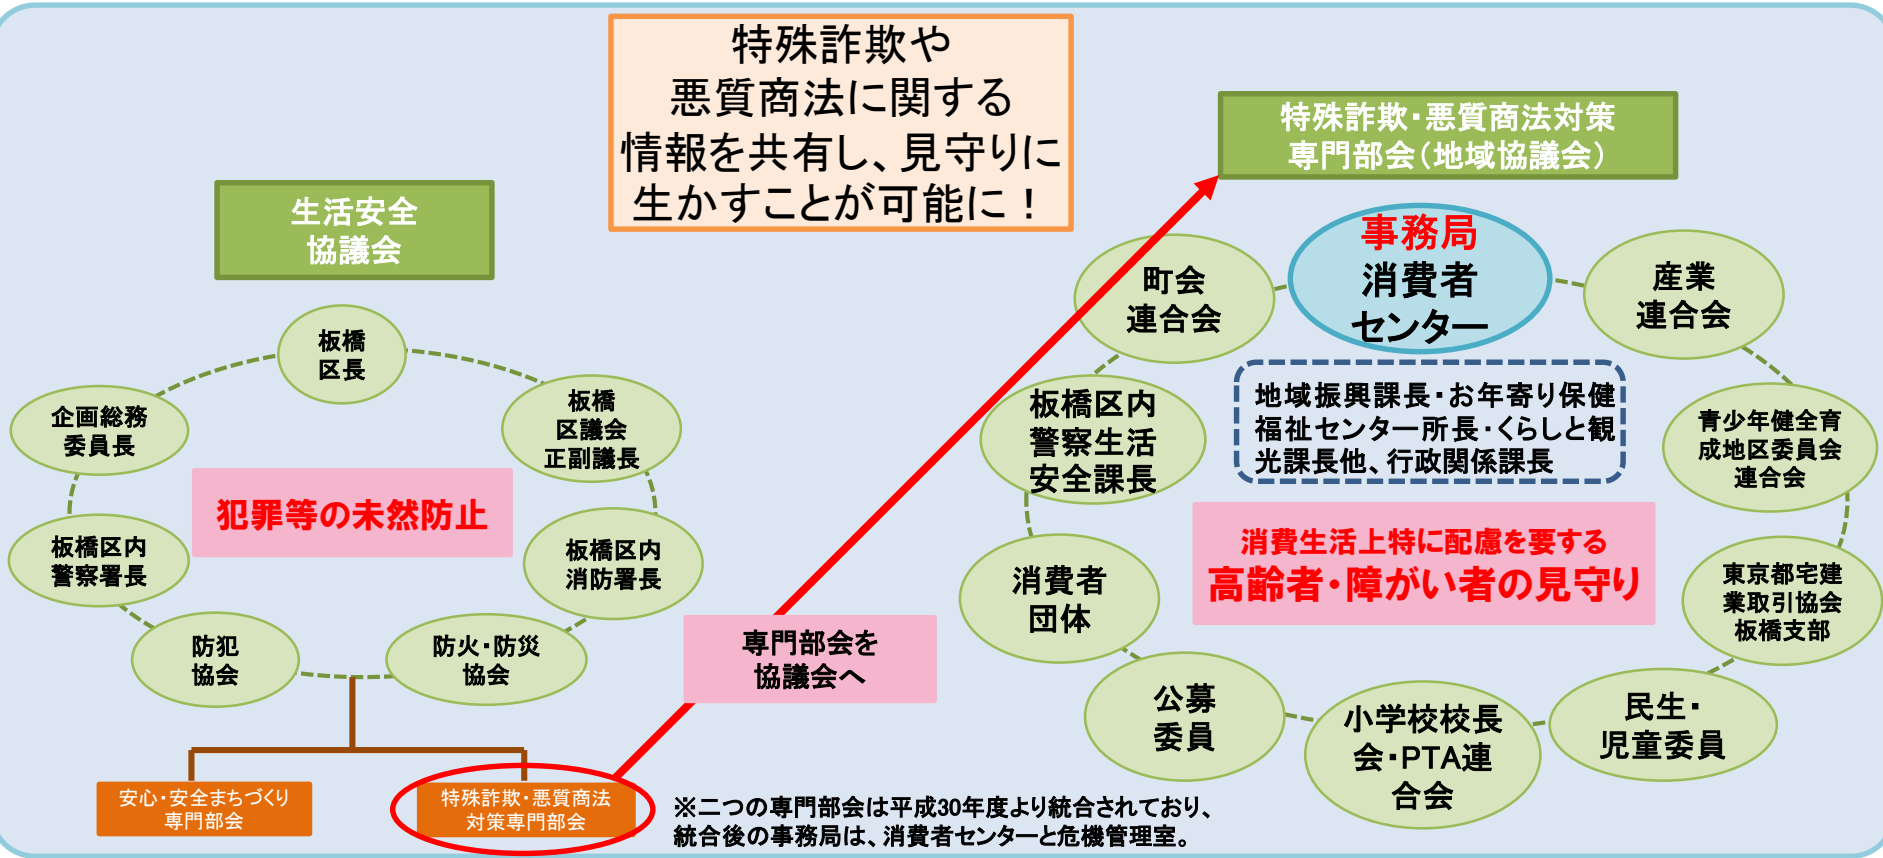 特殊詐欺や
悪質商法に関する
情報を共有し、見守りに
生かすことが可能に！
生活安全
協議会
板橋
区長
企画総務
委員長
板橋
区議会
正副議長
犯罪等の未然防止
板橋区内
警察署長
板橋区内
消防署長
防犯
協会
防火・防災
協会
安心・安全まちづくり
専門部会
特殊詐欺・悪質商法
対策専門部会
専門部会を
協議会へ
特殊詐欺・悪質商法対策
専門部会（地域協議会）
事務局
消費者
センター
町会
連合会
産業
連合会
地域振興課長・お年寄り保健
福祉センター所長・くらしと観
光課長他、行政関係課長
板橋区内
警察生活
安全課長
青少年健全育
成地区委員会
連合会
消費生活上特に配慮を要する
高齢者・障がい者の見守り
消費者
団体
東京都宅建
業取引協会
板橋支部
公募
委員
小学校校長
会・PTA連
合会
民生・
児童委員
※二つの専門部会は平成30年度より統合されており、
統合後の事務局は、消費者センターと危機管理室。